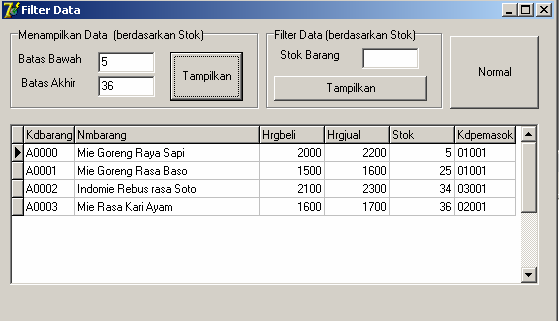 Filter Data
Menampilkan Data (berdasarkan Stok)
Batas Bawah 5
Batas Akhir 36
Tampilkan
Filter Data (berdasarkan Stok)
Stok Barang
Tampilkan
Normal
Kdbarang Nmbarang Hrgbeli Hrgjual Stok Kdpemasok
A0000 Mie Goreng Raya Sapi 2000 2200 5 01001
A0001 Mie Goreng Rasa Baso 1500 1600 25 01001
A0002 Indomie Rebus rasa Soto 2100 2300 34 03001
A0003 Mie Rasa Kari Ayam 1600 1700 36 02001